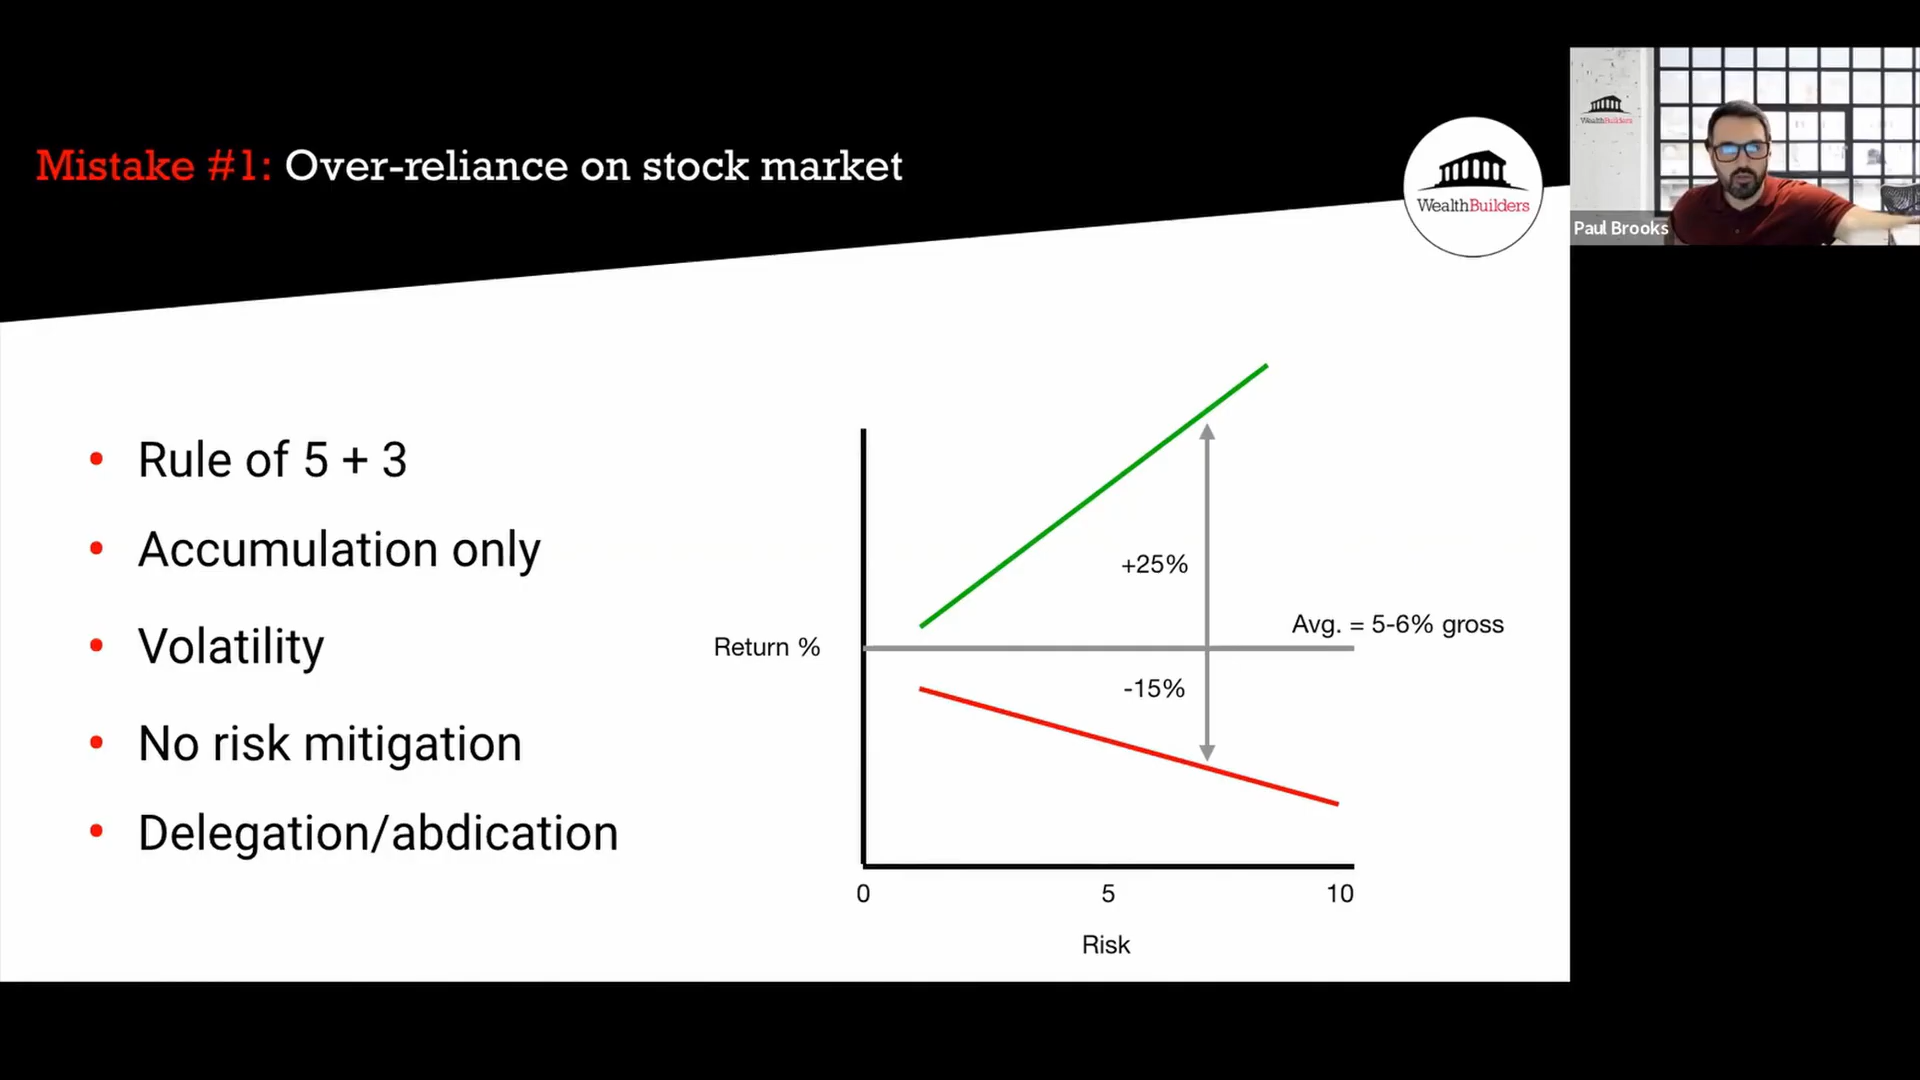 Mistake #1: Over-reliance on stock market
WealthBuilders
WealthBuilders
Paul Brooks
• Rule of 5 + 3
• Accumulation only
• Volatility
• No risk mitigation
• Delegation/abdication
+25%
Avg. = 5-6% gross
Return %
-15%
0 5 10
Risk